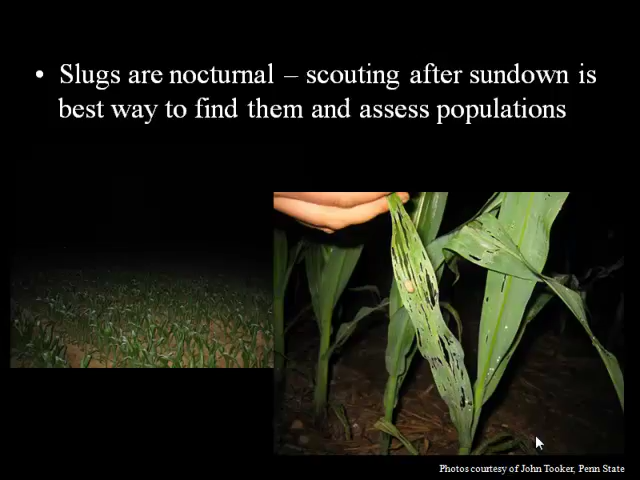 • Slugs are nocturnal – scouting after sundown is
best way to find them and assess populations
Photos courtesy of John Tooker, Penn State